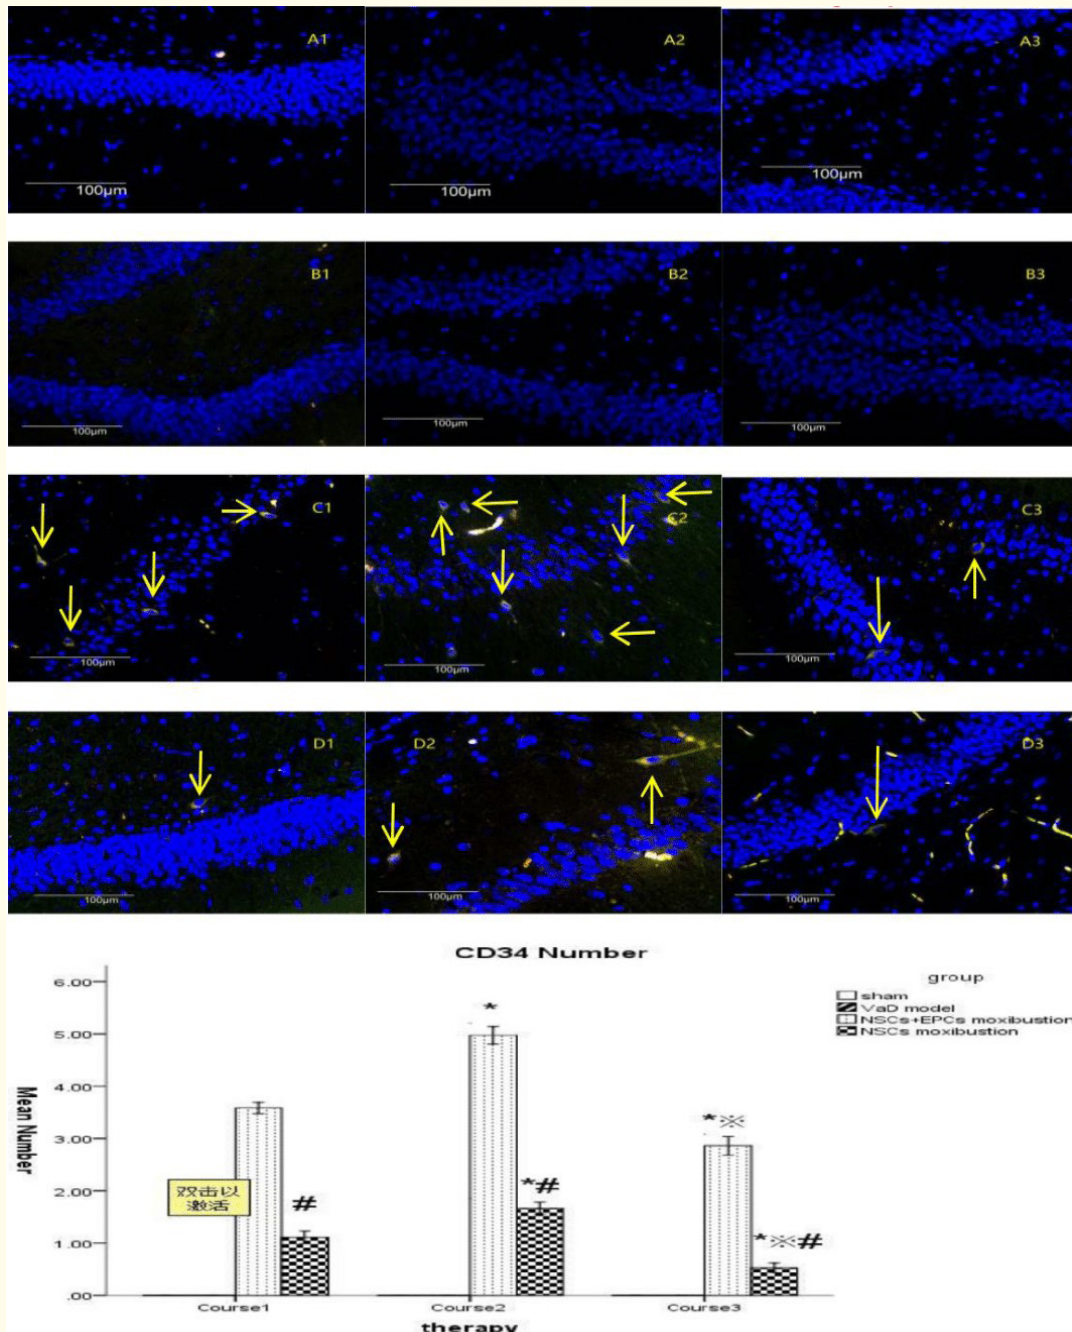 A1
A2
A3
100μm
100μm
100μm
B1
B2
B3
100μm
100μm
100μm
C1
C2
C3
100μm
100μm
100μm
D1
D2
D3
100μm
100μm
100μm
CD34 Number
group
sham
VaD model
NSCs+EPCs moxibustion
NSCs moxibustion
Mean Number
6.00
5.00
4.00
3.00
2.00
1.00
.00
双击以
激活
#
*
*#
*※
*※#
Course1
Course2
Course3
therapy